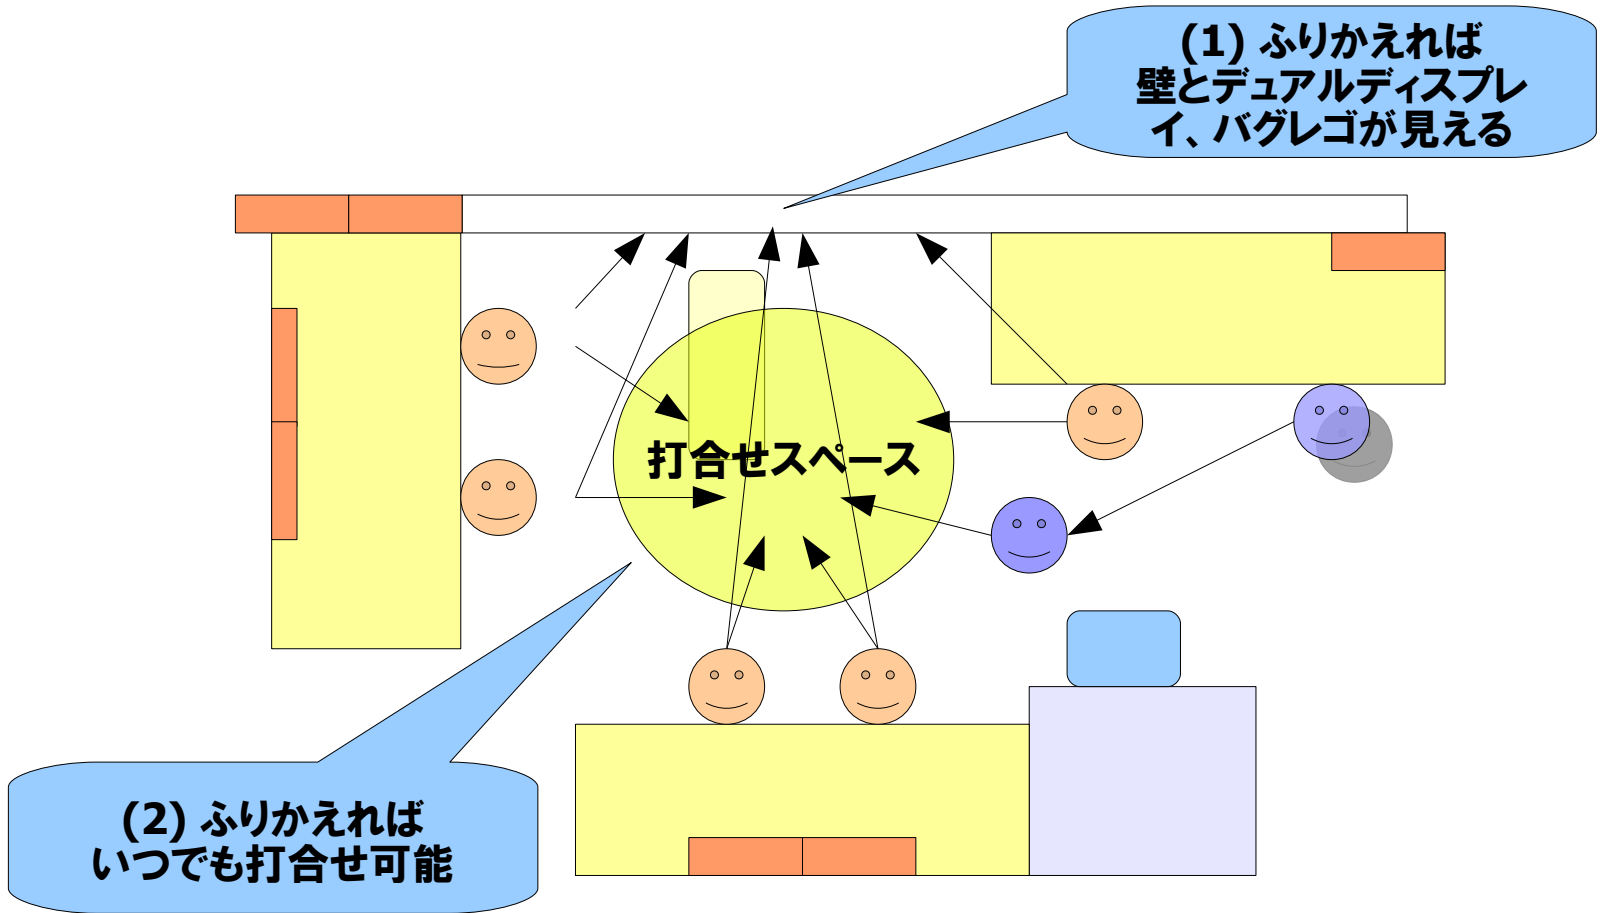 (1) ふりかえれば
壁とデュアルディスプレ
イ、バグレゴが見える
打合せスペース
(2) ふりかえれば
いつでも打合せ可能